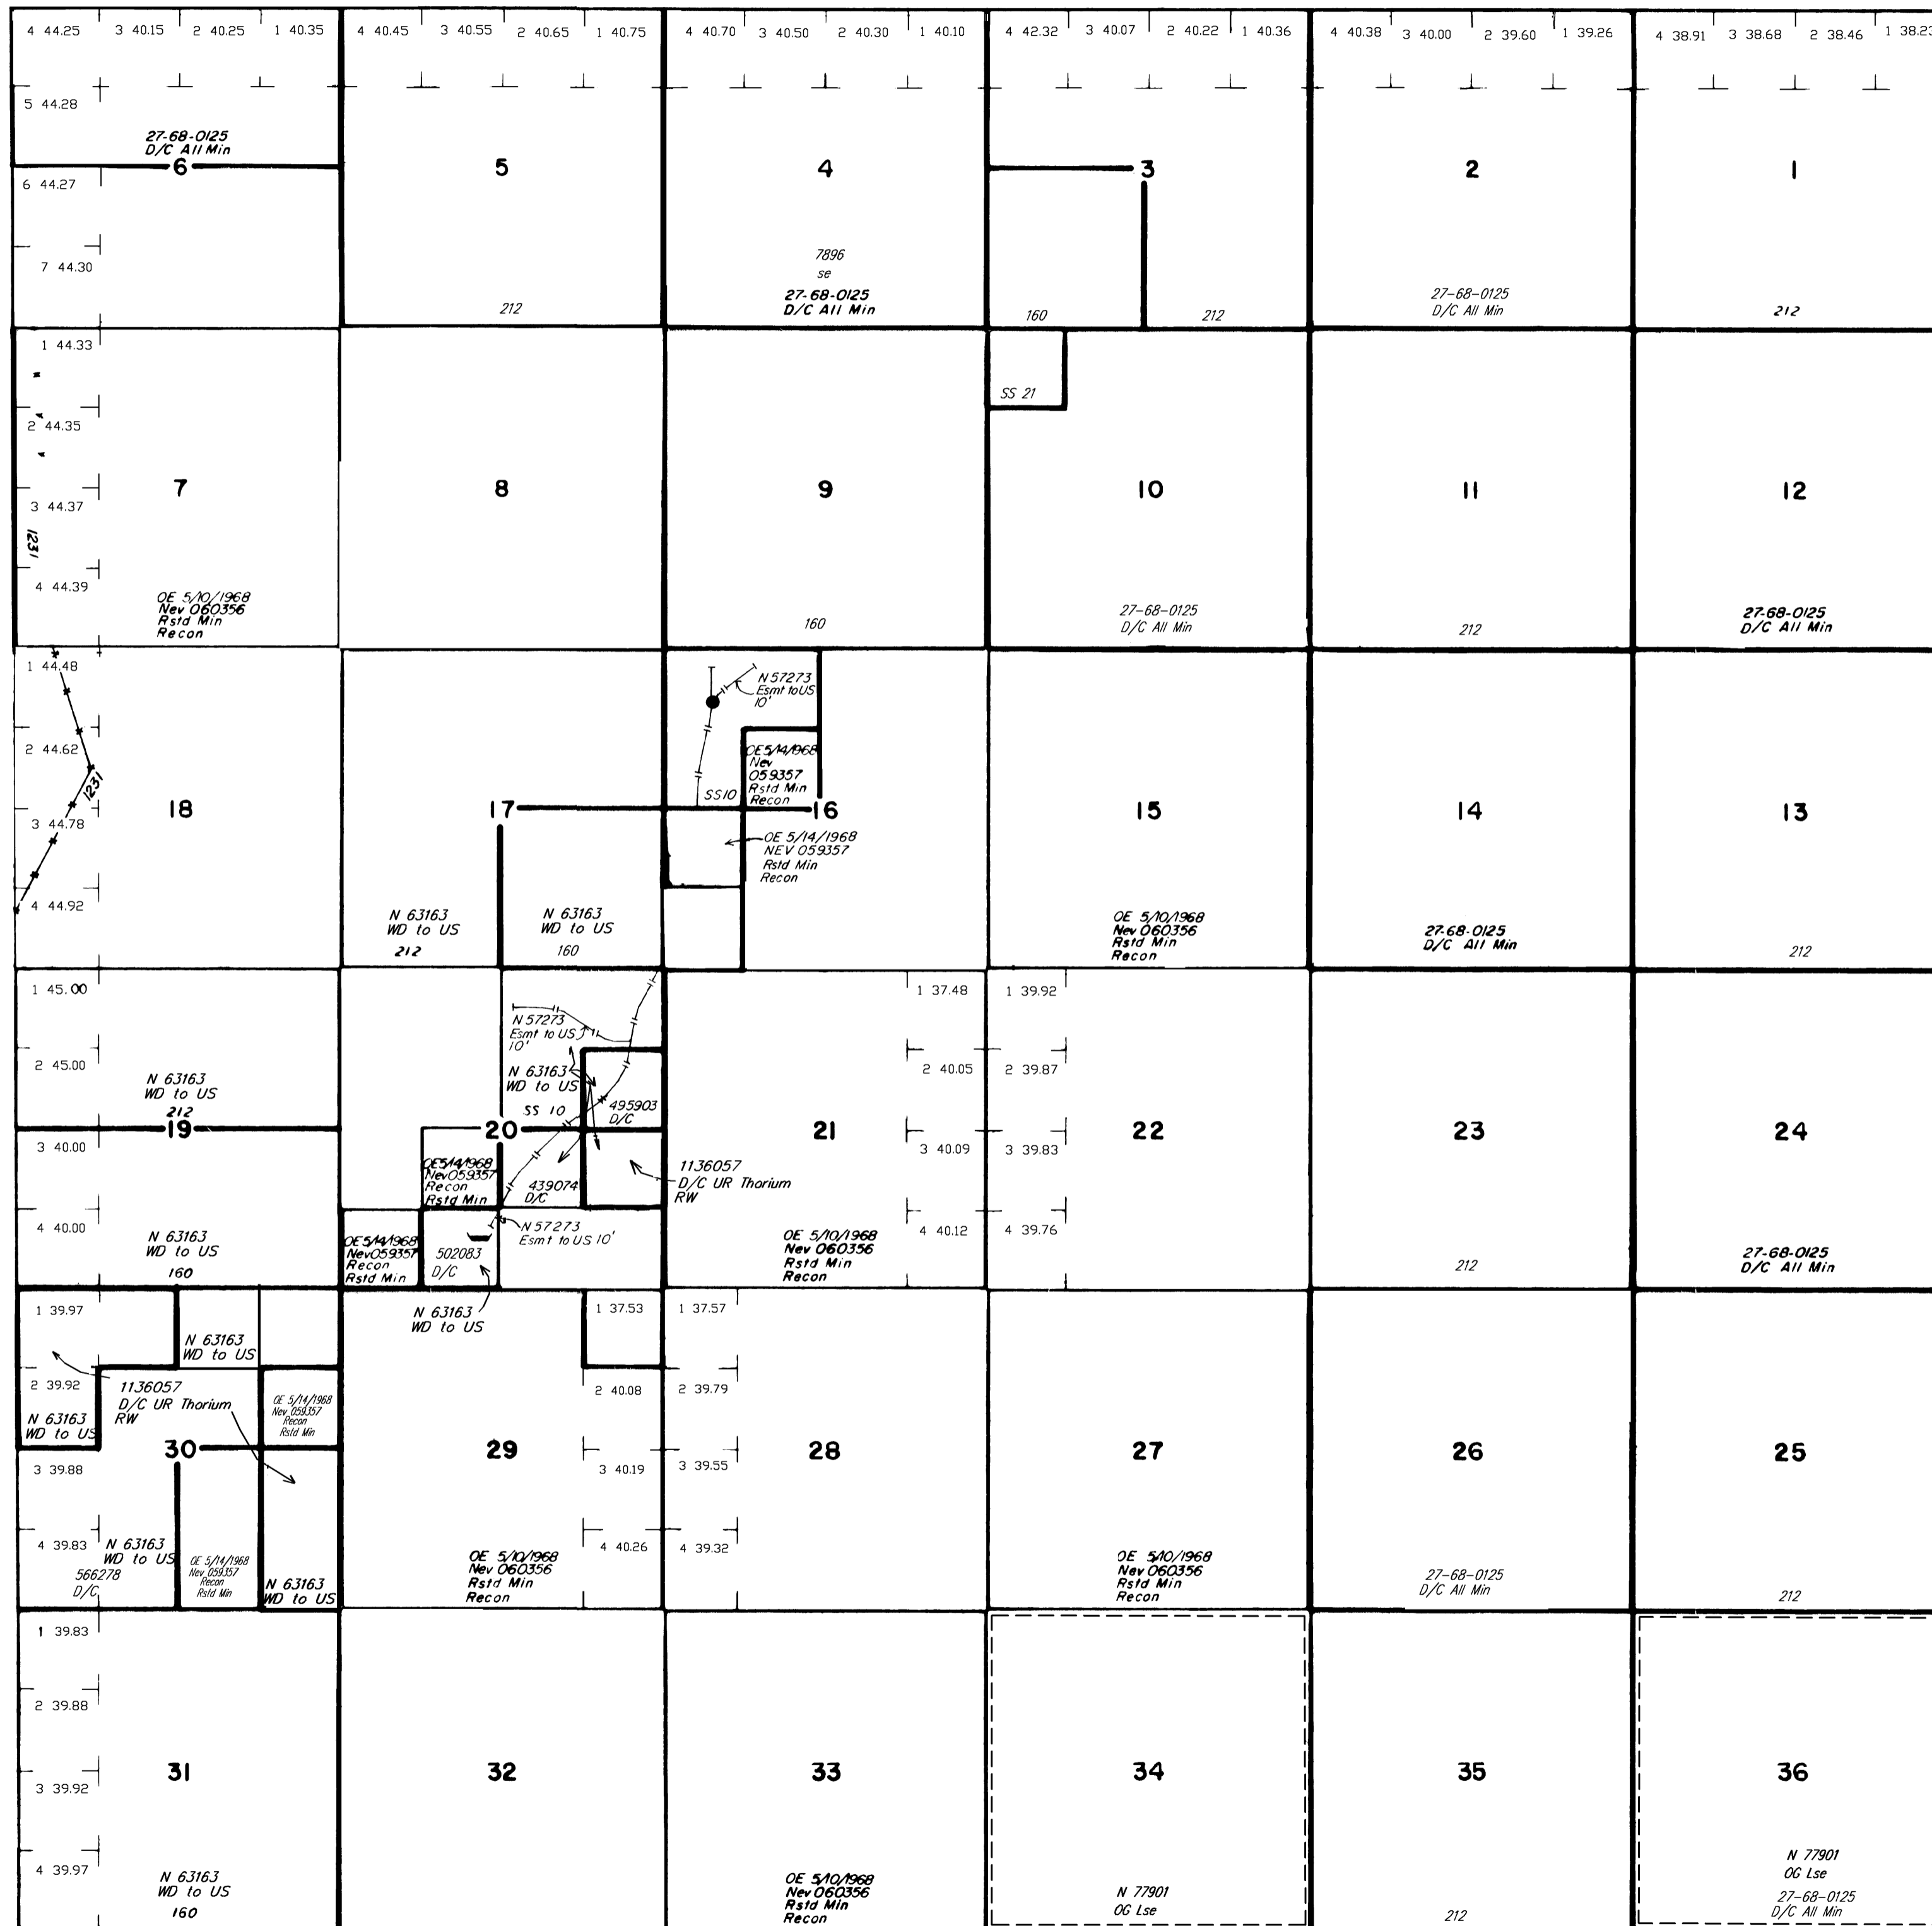 4 44.25 3 40.15 2 40.25 1 40.35 4 40.45 3 40.55 2 40.65 1 40.75 4 40.70 3 40.50 2 40.30 1 40.10 4 42.32 3 40.07 2 40.22 1 40.36 4 40.38 3 40.00 2 39.60 1 39.26 4 38.91 3 38.68 2 38.46 1 38.23
5 44.28
27-68-0125
D/C All Min
6 5 4 3 2 1
6 44.27
7 44.30
212
7896
se
27-68-0125
D/C All Min
160 212
27-68-0125
D/C All Min
212
1 44.33
2 44.35
3 44.37
1231
4 44.39
7 8 9 10 11 12
SS 21
OE 5/10/1968
Nev 060356
Rstd Min
Recon
160
27-68-0125
D/C All Min
212
27-68-0125
D/C All Min
1 44.48
2 44.62
1231
3 44.78
4 44.92
18 17 16 15 14 13
N 57273
Esmt to US
10'
OE 5/14/1968
Nev
059357
Rstd Min
Recon
SS10
OE 5/14/1968
NEV 059357
Rstd Min
Recon
N 63163
WD to US
212
N 63163
WD to US
160
OE 5/10/1968
Nev 060356
Rstd Min
Recon
27-68-0125
D/C All Min
212
1 45.00
2 45.00
N 63163
WD to US
212
19 20 21 22 23 24
3 40.00
4 40.00
N 63163
WD to US
160
N 57273
Esmt to US
10'
N 63163
WD to US
SS 10
495903
D/C
OE 5/14/1968
Nev 059357
Recon
Rstd Min
439074
D/C
1136057
D/C UR Thorium
RW
OE 5/14/1968
Nev 059357
Recon
Rstd Min
502083
D/C
N 57273
Esmt to US 10'
1 37.48
2 40.05
3 40.09
4 40.12
OE 5/10/1968
Nev 060356
Rstd Min
Recon
1 39.92
2 39.87
3 39.83
4 39.76
212
27-68-0125
D/C All Min
1 39.97
2 39.92
N 63163
WD to US
N 63163
WD to US
1136057
D/C UR Thorium
RW
OE 5/14/1968
Nev 059357
Recon
Rstd Min
30 29 28 27 26 25
3 39.88
4 39.83
N 63163
WD to US
566278
D/C
OE 5/14/1968
Nev 059357
Recon
Rstd Min
N 63163
WD to US
N 63163
WD to US
1 37.53
2 40.08
3 40.19
4 40.26
OE 5/10/1968
Nev 060356
Rstd Min
Recon
1 37.57
2 39.79
3 39.55
4 39.32
OE 5/10/1968
Nev 060356
Rstd Min
Recon
27-68-0125
D/C All Min
212
1 39.83
2 39.88
3 39.92
4 39.97
31 32 33 34 35 36
N 63163
WD to US
160
OE 5/10/1968
Nev 060356
Rstd Min
Recon
N 77901
OG Lse
212
N 77901
OG Lse
27-68-0125
D/C All Min